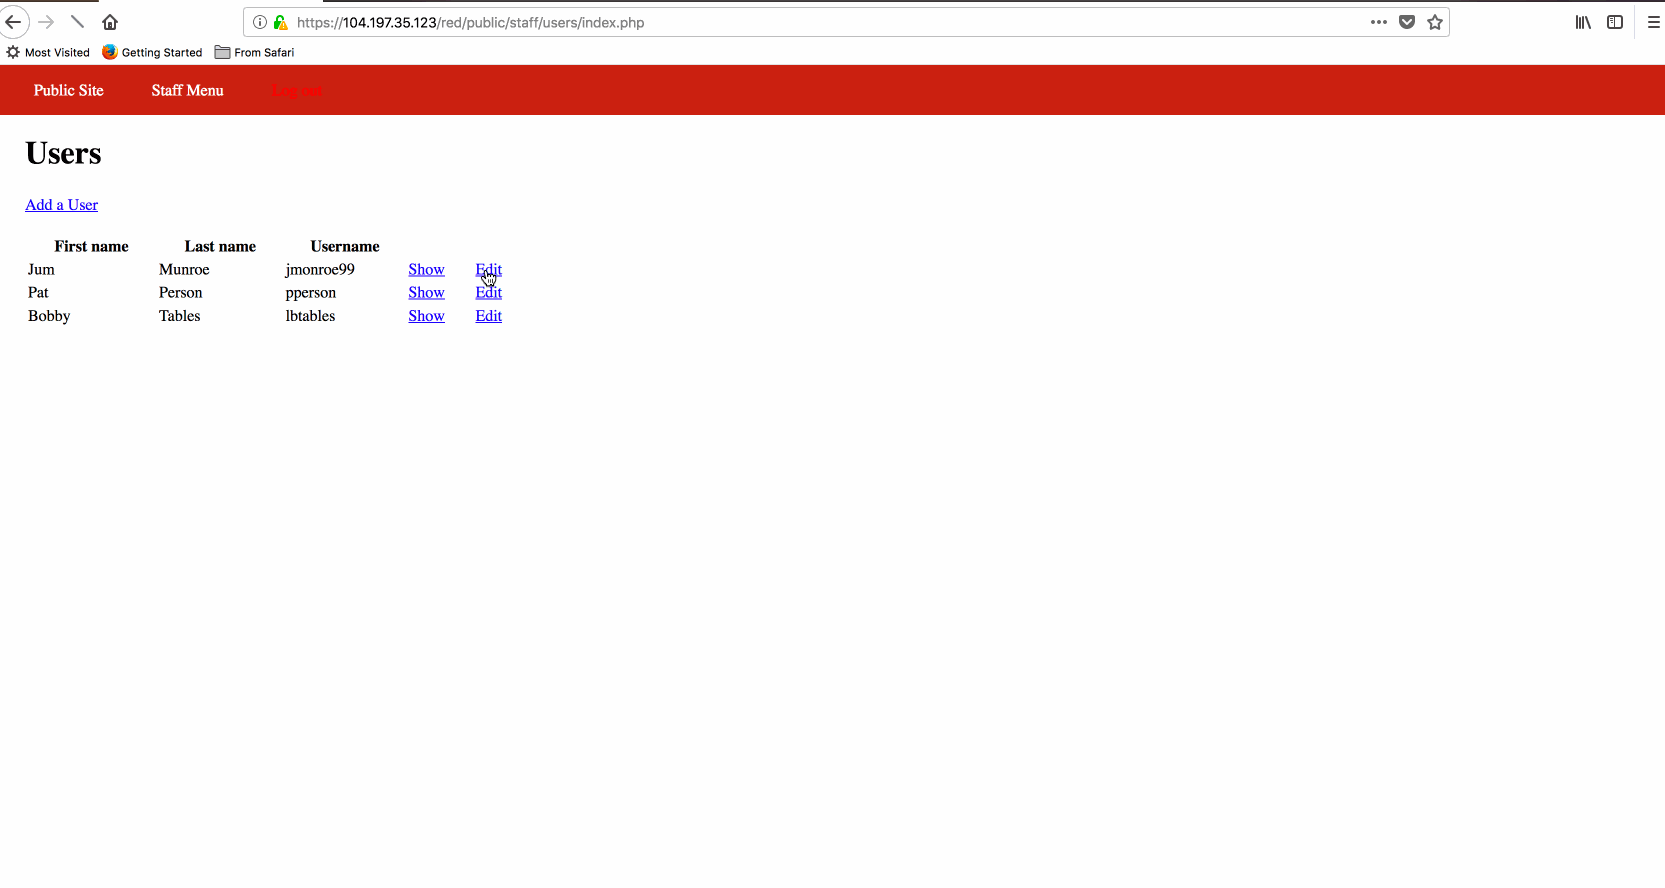 https://104.197.35.123/red/public/staff/users/index.php
Most Visited Getting Started From Safari
Public Site Staff Menu Log out
Users
Add a User
First name Last name Username
Jum Munroe jmonroe99 Show Edit
Pat Person pperson Show Edit
Bobby Tables lbtables Show Edit